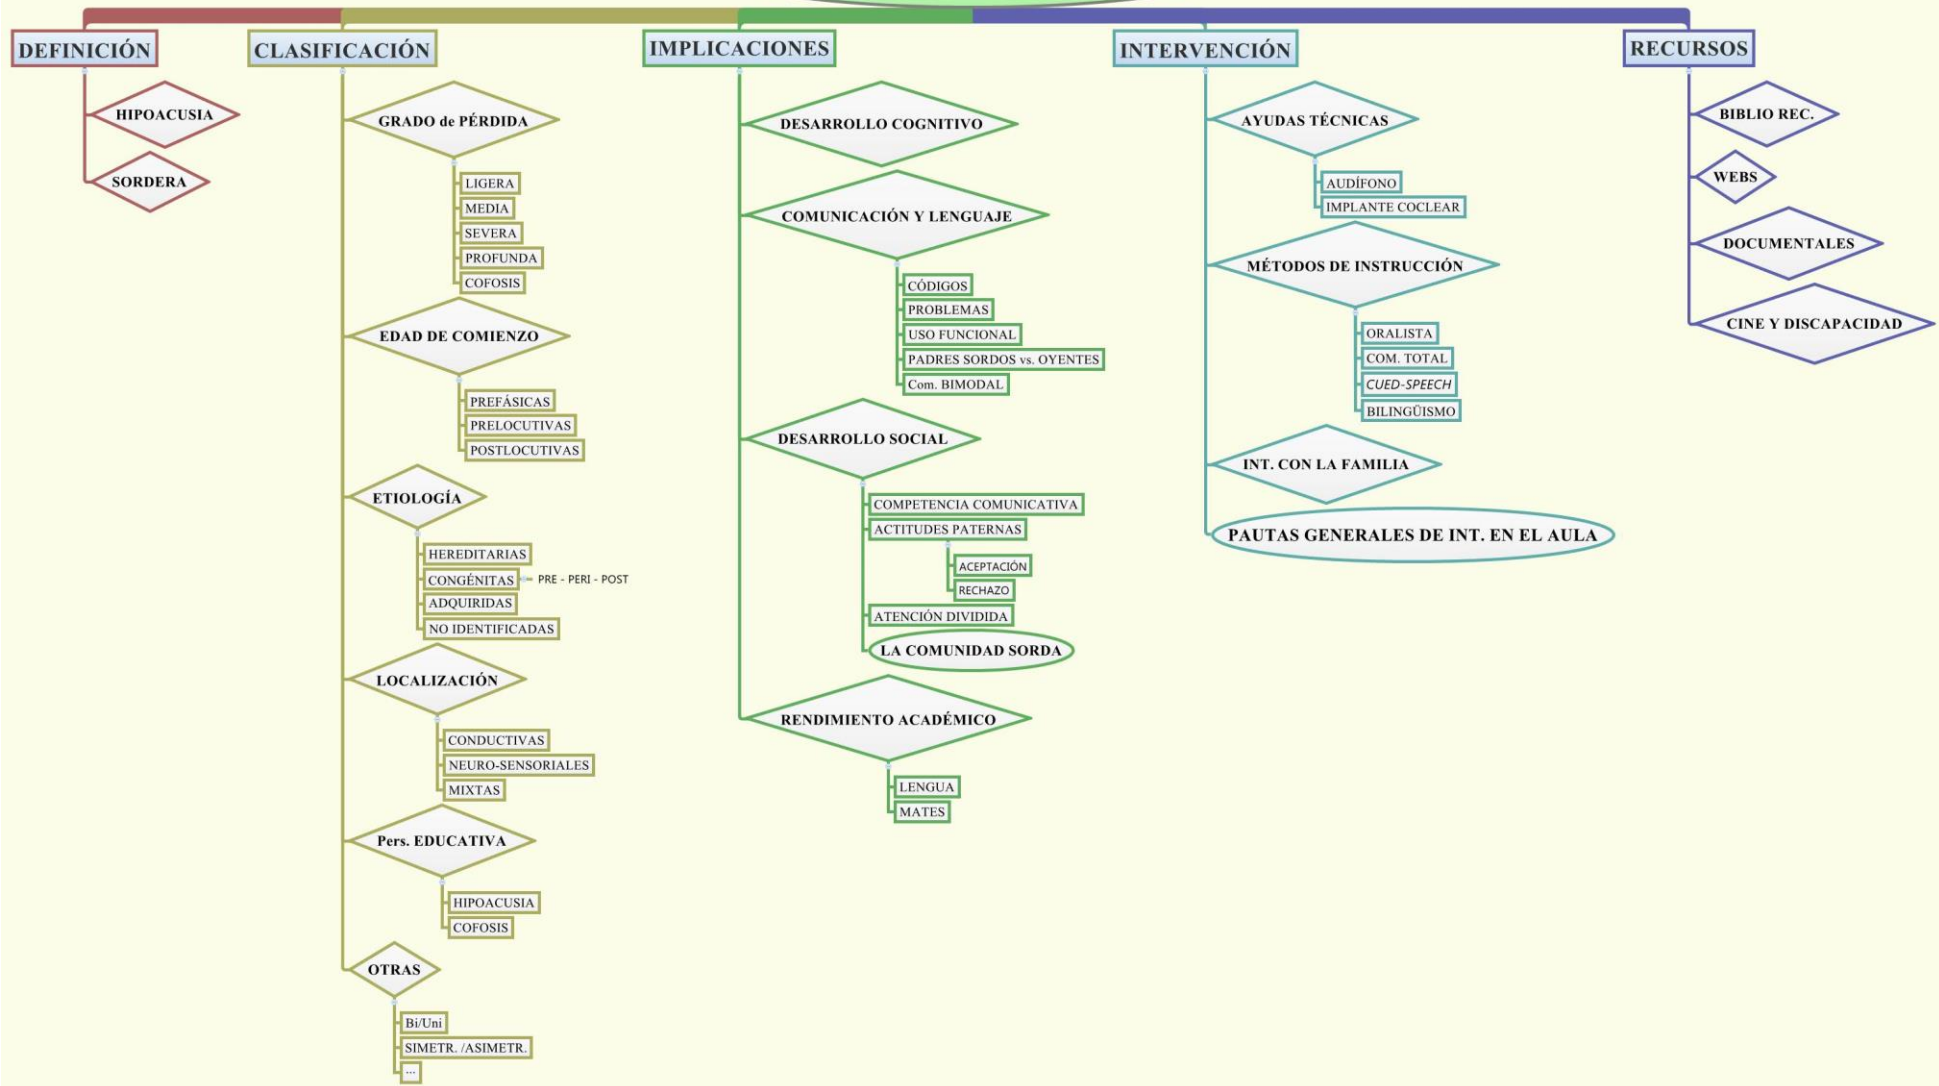 DEFINICIÓN
HIPOACUSIA
SORDERA
CLASIFICACIÓN
GRADO de PÉRDIDA
LIGERA
MEDIA
SEVERA
PROFUNDA
COFOSIS
EDAD DE COMIENZO
PREFÁSICAS
PRELOCUTIVAS
POSTLOCUTIVAS
ETIOLOGÍA
HEREDITARIAS
CONGÉNITAS
PRE - PERI - POST
ADQUIRIDAS
NO IDENTIFICADAS
LOCALIZACIÓN
CONDUCTIVAS
NEURO-SENSORIALES
MIXTAS
Pers. EDUCATIVA
HIPOACUSIA
COFOSIS
OTRAS
Bi/Uni
SIMETR. /ASIMETR.
...
IMPLICACIONES
DESARROLLO COGNITIVO
COMUNICACIÓN Y LENGUAJE
CÓDIGOS
PROBLEMAS
USO FUNCIONAL
PADRES SORDOS vs. OYENTES
Com. BIMODAL
DESARROLLO SOCIAL
COMPETENCIA COMUNICATIVA
ACTITUDES PATERNAS
ACEPTACIÓN
RECHAZO
ATENCIÓN DIVIDIDA
LA COMUNIDAD SORDA
RENDIMIENTO ACADÉMICO
LENGUA
MATES
INTERVENCIÓN
AYUDAS TÉCNICAS
AUDÍFONO
IMPLANTE COCLEAR
MÉTODOS DE INSTRUCCIÓN
ORALISTA
COM. TOTAL
CUED-SPEECH
BILINGÜISMO
INT. CON LA FAMILIA
PAUTAS GENERALES DE INT. EN EL AULA
RECURSOS
BIBLIO REC.
WEBS
DOCUMENTALES
CINE Y DISCAPACIDAD